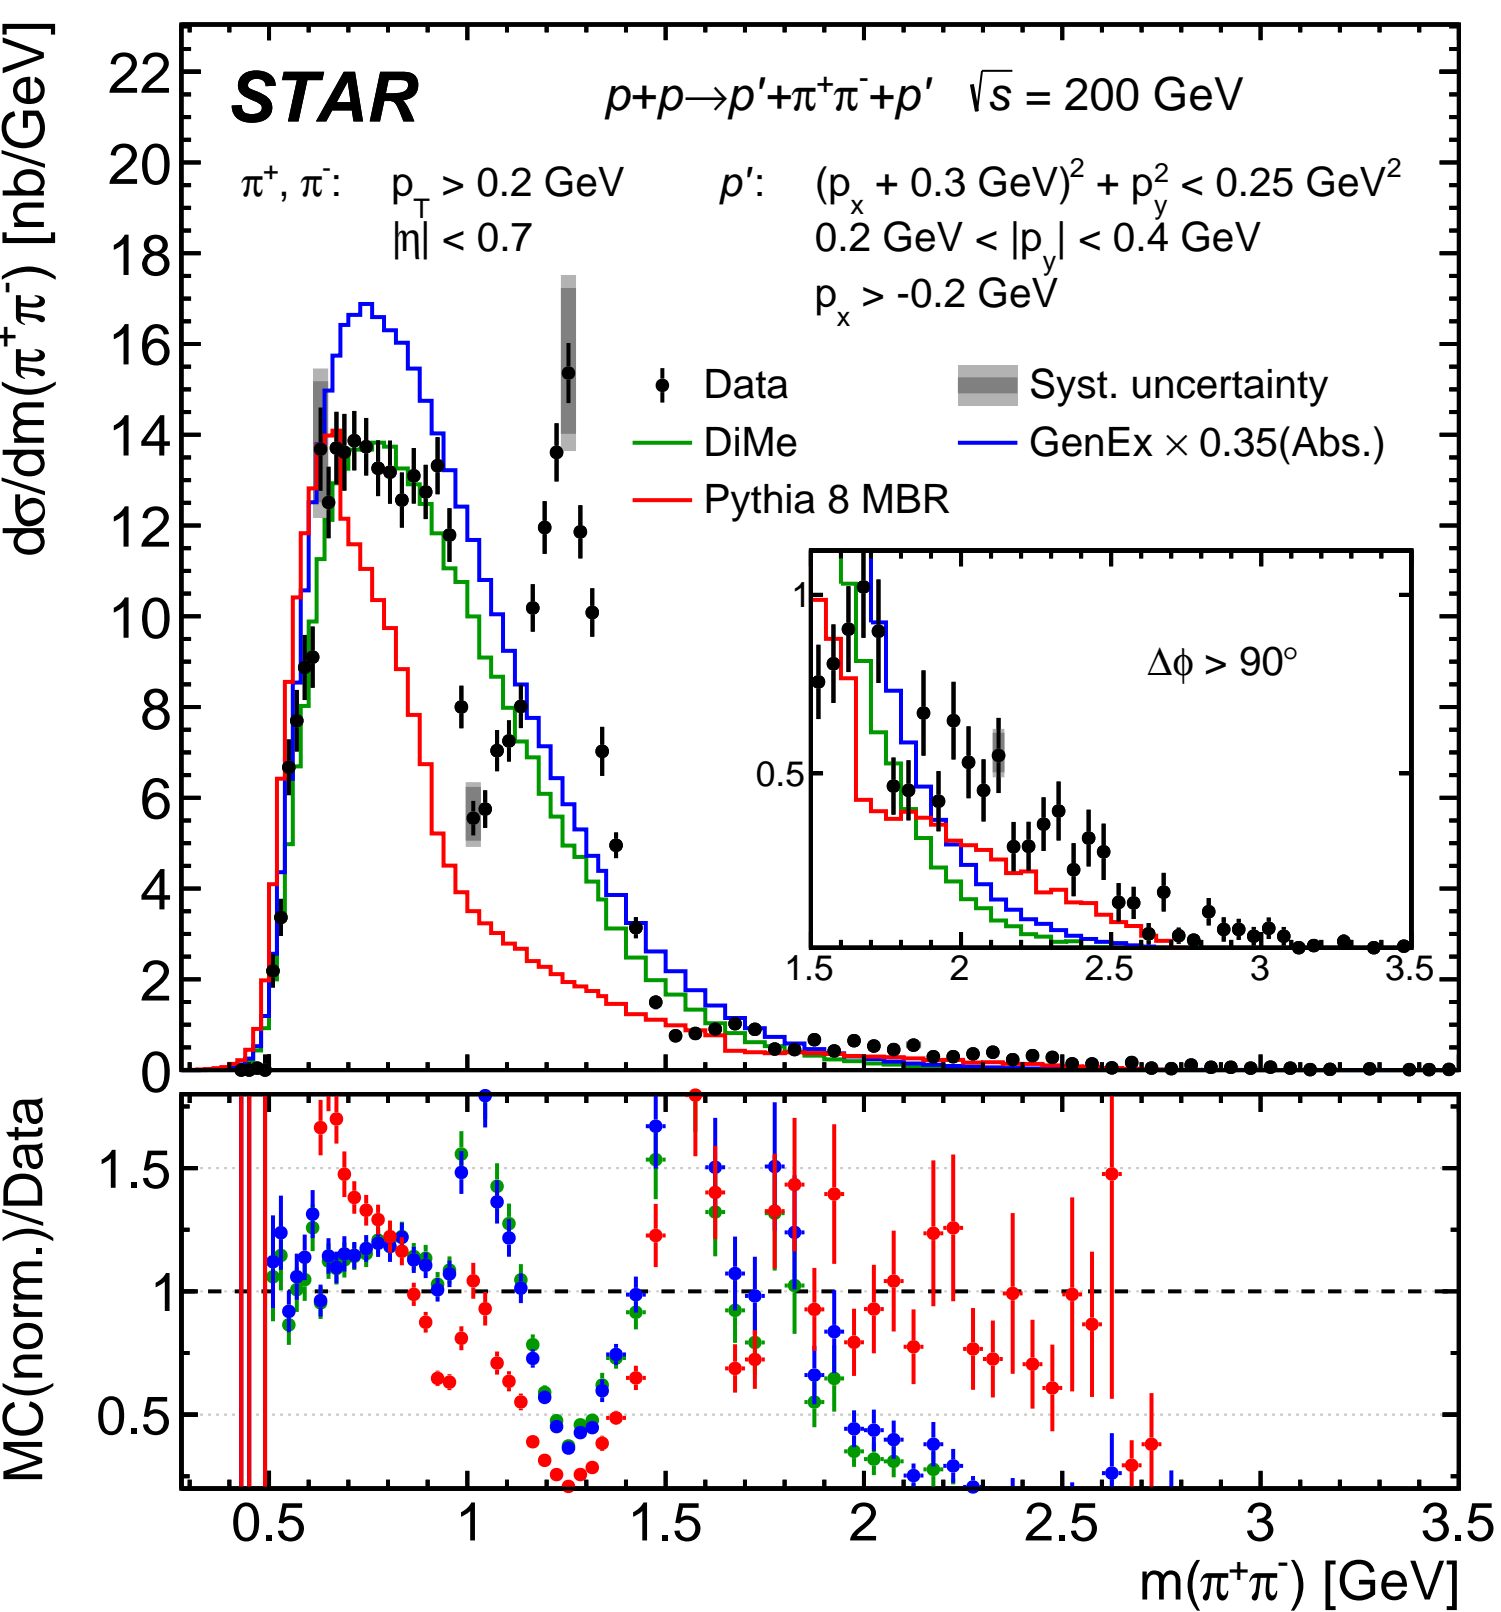 STAR
p+p→p′+π⁺π⁻+p′ √s = 200 GeV
π⁺, π⁻: p_T > 0.2 GeV p′: (p_x + 0.3 GeV)² + p_y² < 0.25 GeV²
|η| < 0.7 0.2 GeV < |p_y| < 0.4 GeV
p_x > -0.2 GeV
Data Syst. uncertainty
DiMe GenEx × 0.35(Abs.)
Pythia 8 MBR
dσ/dm(π⁺π⁻) [nb/GeV]
22
20
18
16
14
12
10
8
6
4
2
0
Δϕ > 90°
1
0.5
1.5 2 2.5 3 3.5
MC(norm.)/Data
1.5
1
0.5
0.5 1 1.5 2 2.5 3 3.5
m(π⁺π⁻) [GeV]